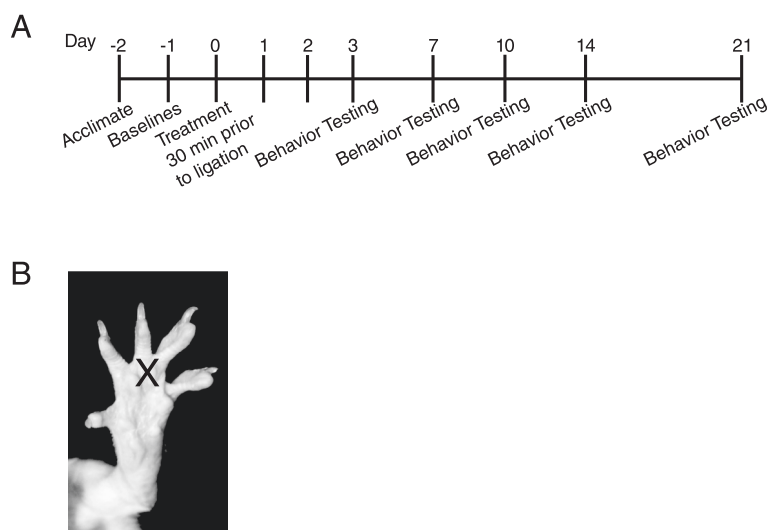 A
Day -2 -1 0 1 2 3 7 10 14 21
Acclimate
Baselines
Treatment
30 min prior
to ligation
Behavior Testing
Behavior Testing
Behavior Testing
Behavior Testing
Behavior Testing
B
X